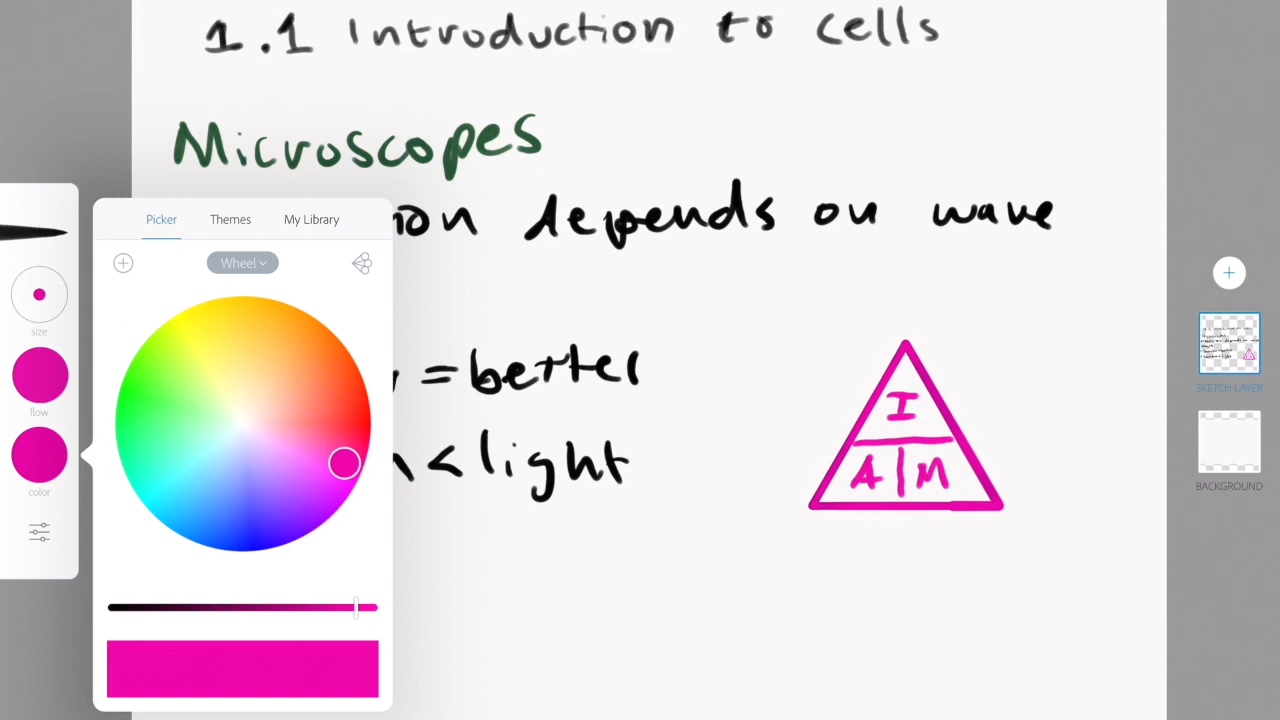 1.1 Introduction to cells
Microscopes
depends on wave
Picker Themes My Library
Wheel
size
flow
color
= better
< light
I
A | M
SKETCH LAYER
BACKGROUND